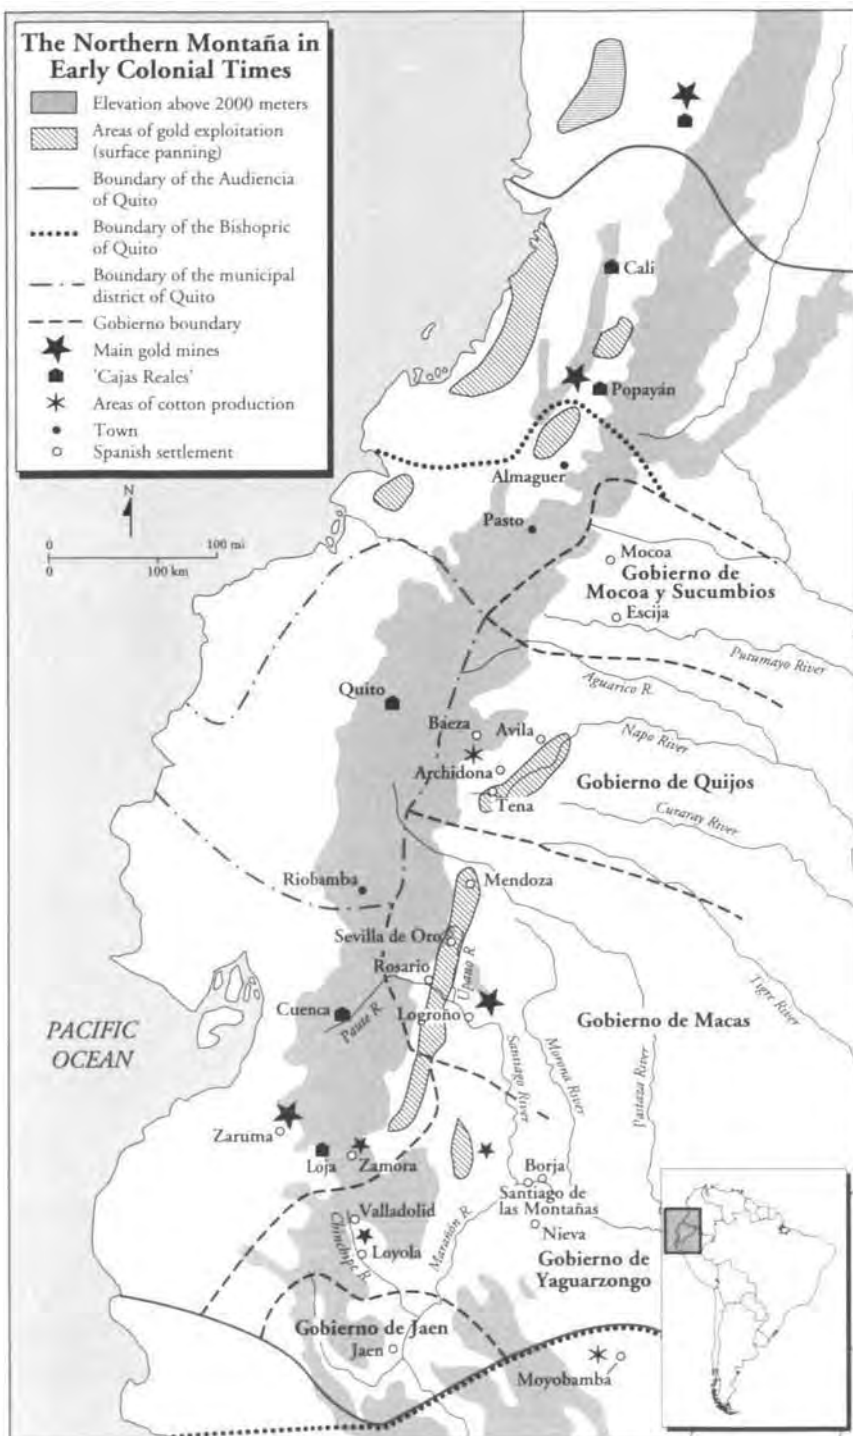 The Northern Montaña in
Early Colonial Times
Elevation above 2000 meters
Areas of gold exploitation
(surface panning)
Boundary of the Audiencia
of Quito
Boundary of the Bishopric
of Quito
Boundary of the municipal
district of Quito
Gobierno boundary
Main gold mines
'Cajas Reales'
Areas of cotton production
Town
Spanish settlement
N
0
100 mi
0
100 km
Cali
Popayán
Almaguer
Pasto
Mocoa
Gobierno de
Mocoa y Sucumbios
Escija
Putumayo River
Aguarico R.
Quito
Baeza
Avila
Napo River
Archidona
Gobierno de Quijos
Tena
Curaray River
Riobamba
Mendoza
Sevilla de Oro
Rosario
Upano R.
Tigre River
Cuenca
Paute R.
Logroño
Gobierno de Macas
PACIFIC
OCEAN
Santiago River
Morona River
Pastaza River
Zaruma
Loja
Zamora
Borja
Santiago de
las Montañas
Valladolid
Nieva
Chinchipe R.
Loyola
Marañón R.
Gobierno de
Yaguarzongo
Gobierno de Jaen
Jaen
Moyobamba